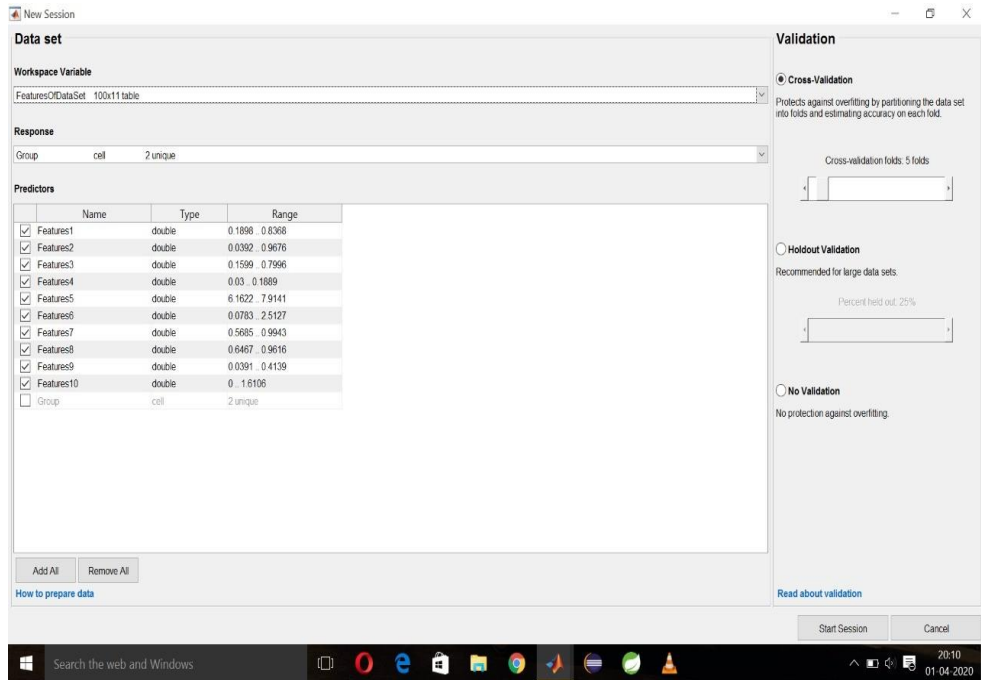 New Session
Data set
Workspace Variable
FeaturesOfDataSet 100x11 table
Response
Group cell 2 unique
Predictors
Name Type Range
Features1 double 0.1898 .. 0.8368
Features2 double 0.0392 .. 0.9676
Features3 double 0.1599 .. 0.7996
Features4 double 0.03 .. 0.1889
Features5 double 6.1622 .. 7.9141
Features6 double 0.0783 .. 2.5127
Features7 double 0.5685 .. 0.9943
Features8 double 0.6467 .. 0.9616
Features9 double 0.0391 .. 0.4139
Features10 double 0 .. 1.6106
Group cell 2 unique
Add All Remove All
How to prepare data
Validation
Cross-Validation
Protects against overfitting by partitioning the data set
into folds and estimating accuracy on each fold.
Cross-validation folds: 5 folds
Holdout Validation
Recommended for large data sets.
Percent held out: 25%
No Validation
No protection against overfitting.
Read about validation
Start Session Cancel
Search the web and Windows
20:10
01-04-2020